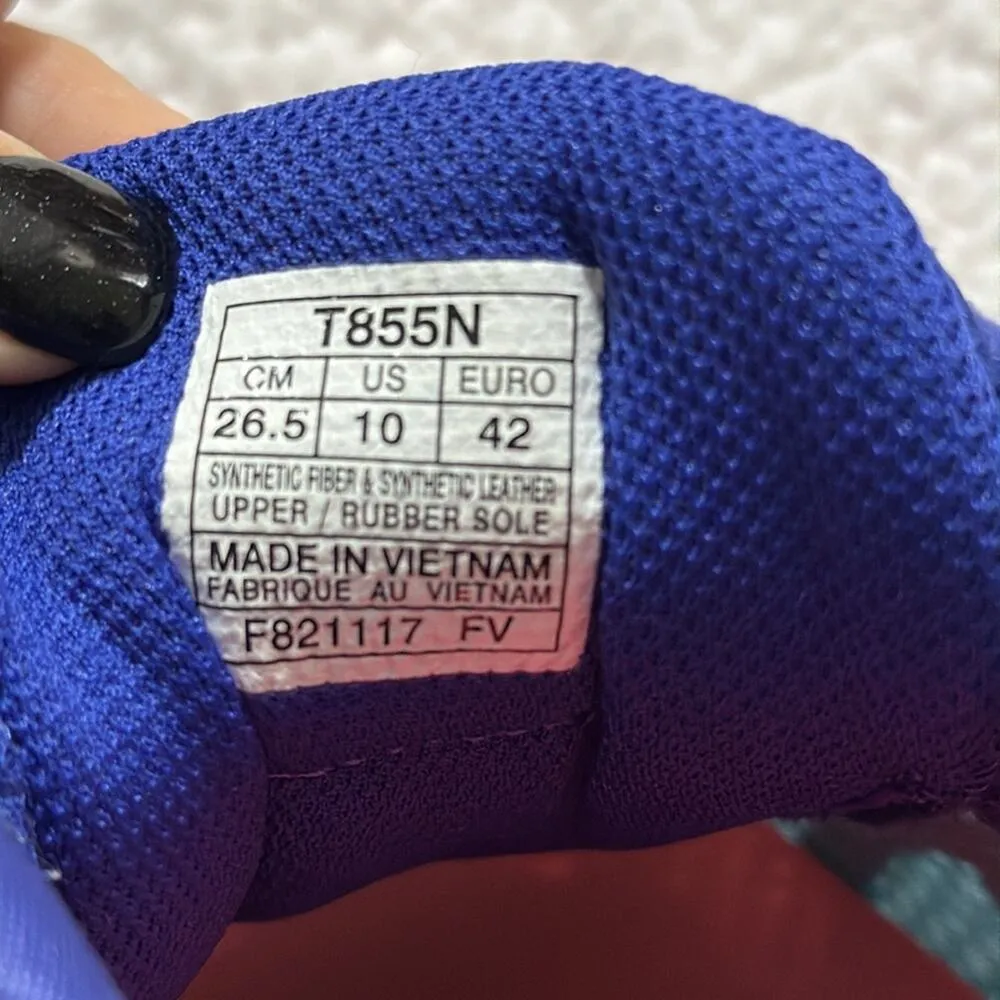 T855N
CM US EURO
26.5 10 42
SYNTHETIC FIBER & SYNTHETIC LEATHER
UPPER / RUBBER SOLE
MADE IN VIETNAM
FABRIQUE AU VIETNAM
F821117 FV